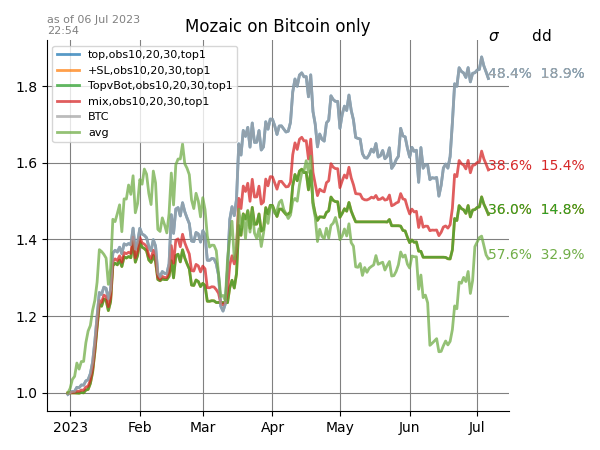 as of 06 Jul 2023
22:54
Mozaic on Bitcoin only
σ dd
top,obs10,20,30,top1
+SL,obs10,20,30,top1
TopvBot,obs10,20,30,top1
mix,obs10,20,30,top1
BTC
avg
1.8
1.6
1.4
1.2
1.0
48.4% 18.9%
38.6% 15.4%
36.0% 14.8%
57.6% 32.9%
2023 Feb Mar Apr May Jun Jul